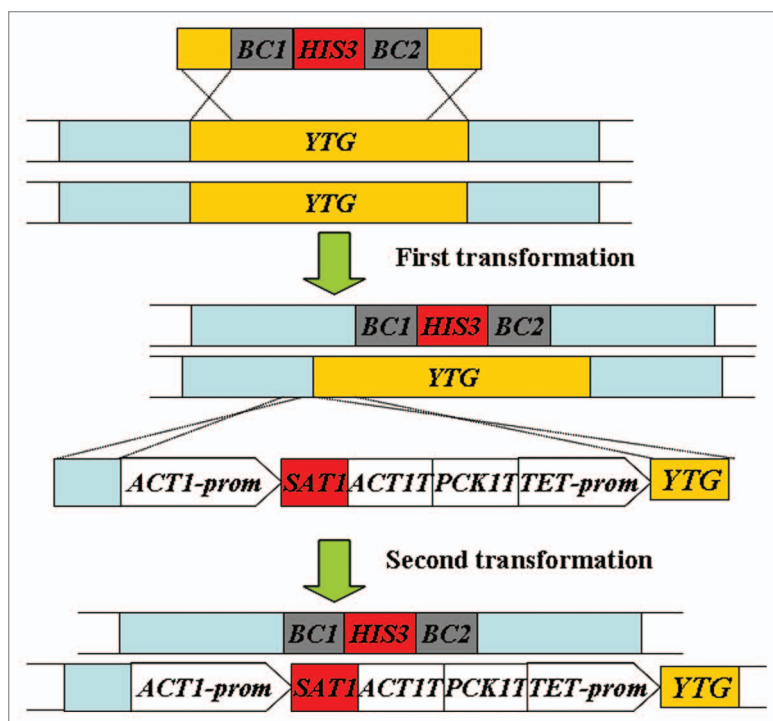 BC1 HIS3 BC2
YTG
YTG
First transformation
BC1 HIS3 BC2
YTG
ACT1-prom SAT1 ACT1T PCK1T TET-prom YTG
Second transformation
BC1 HIS3 BC2
ACT1-prom SAT1 ACT1T PCK1T TET-prom YTG